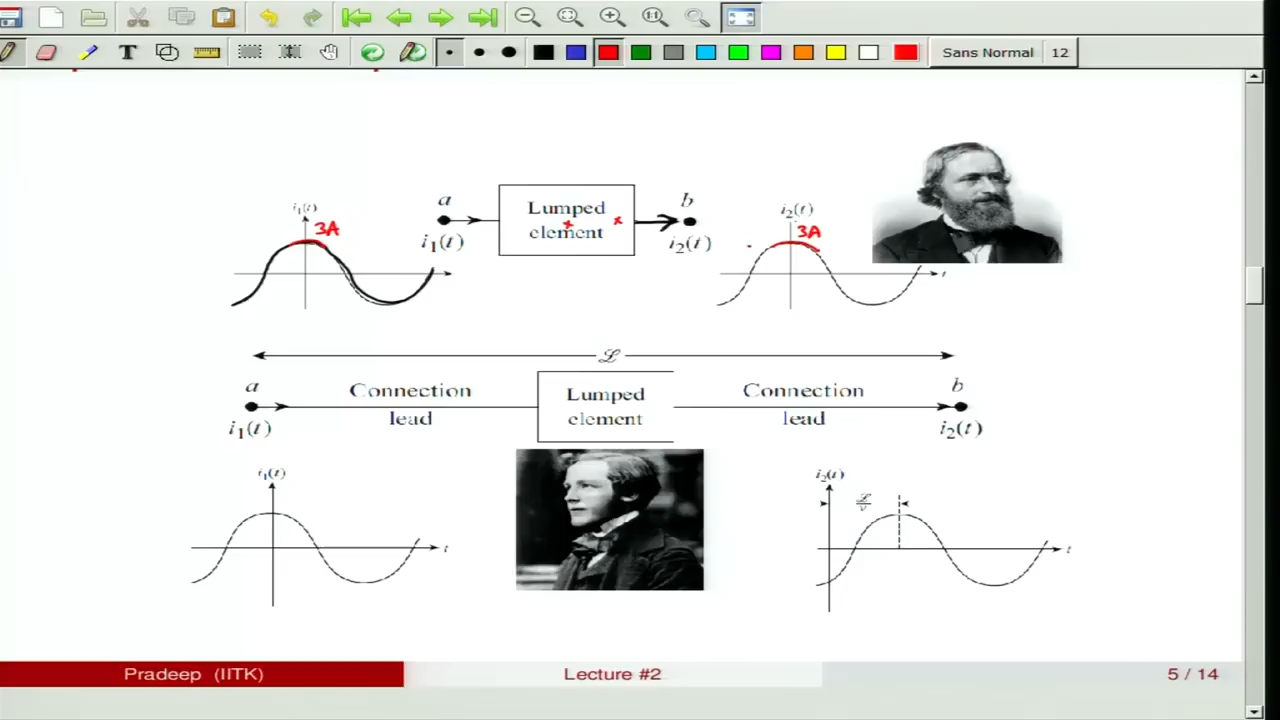 Sans Normal 12
i₁(t)
3A
a
i₁(t)
Lumped
element
b
i₂(t)
i₂(t)
3A
t
ℒ
a
i₁(t)
Connection
lead
Lumped
element
Connection
lead
b
i₂(t)
i₁(t)
t
i₂(t)
ℒ
v
t
Pradeep (IITK)
Lecture #2
5 / 14